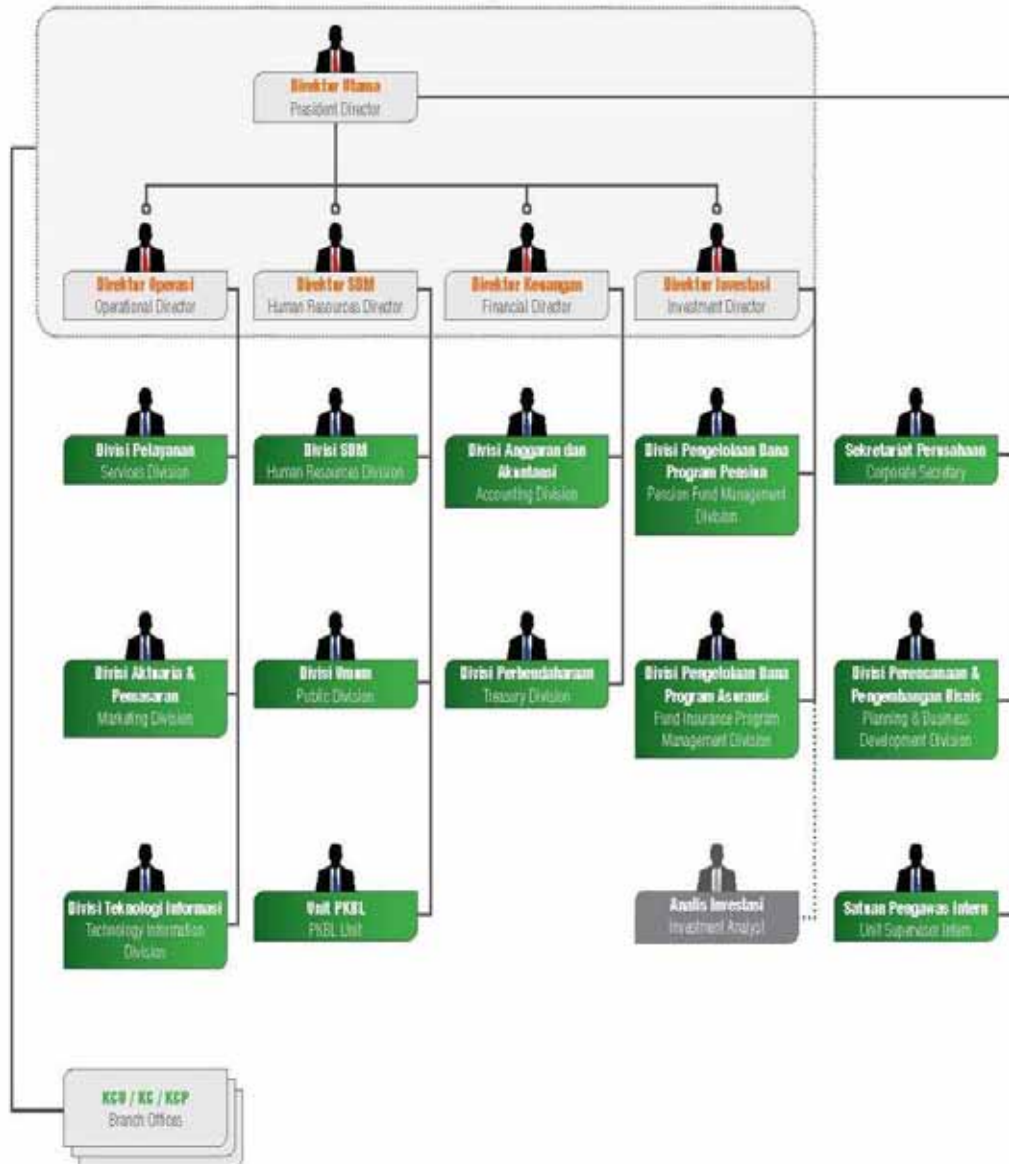 Direktur Utama
President Director
Direktur Operasi
Operational Director
Direktur SDM
Human Resources Director
Direktur Keuangan
Financial Director
Direktur Investasi
Investment Director
Divisi Pelayanan
Services Division
Divisi SDM
Human Resources Division
Divisi Anggaran dan
Akuntansi
Accounting Division
Divisi Pengelolaan Dana
Program Pensiun
Pension Fund Management
Division
Sekretariat Perusahaan
Corporate Secretary
Divisi Aktuaria &
Pemasaran
Marketing Division
Divisi Umum
Public Division
Divisi Perbendaharaan
Treasury Division
Divisi Pengelolaan Dana
Program Asuransi
Fund Insurance Program
Management Division
Divisi Perencanaan &
Pengembangan Bisnis
Planning & Business
Development Division
Divisi Teknologi Informasi
Technology Information
Division
Unit PKBL
PKBL Unit
Analis Investasi
Investment Analyst
Satuan Pengawas Intern
Unit Supervisor Intern
KCU / KC / KCP
Branch Offices